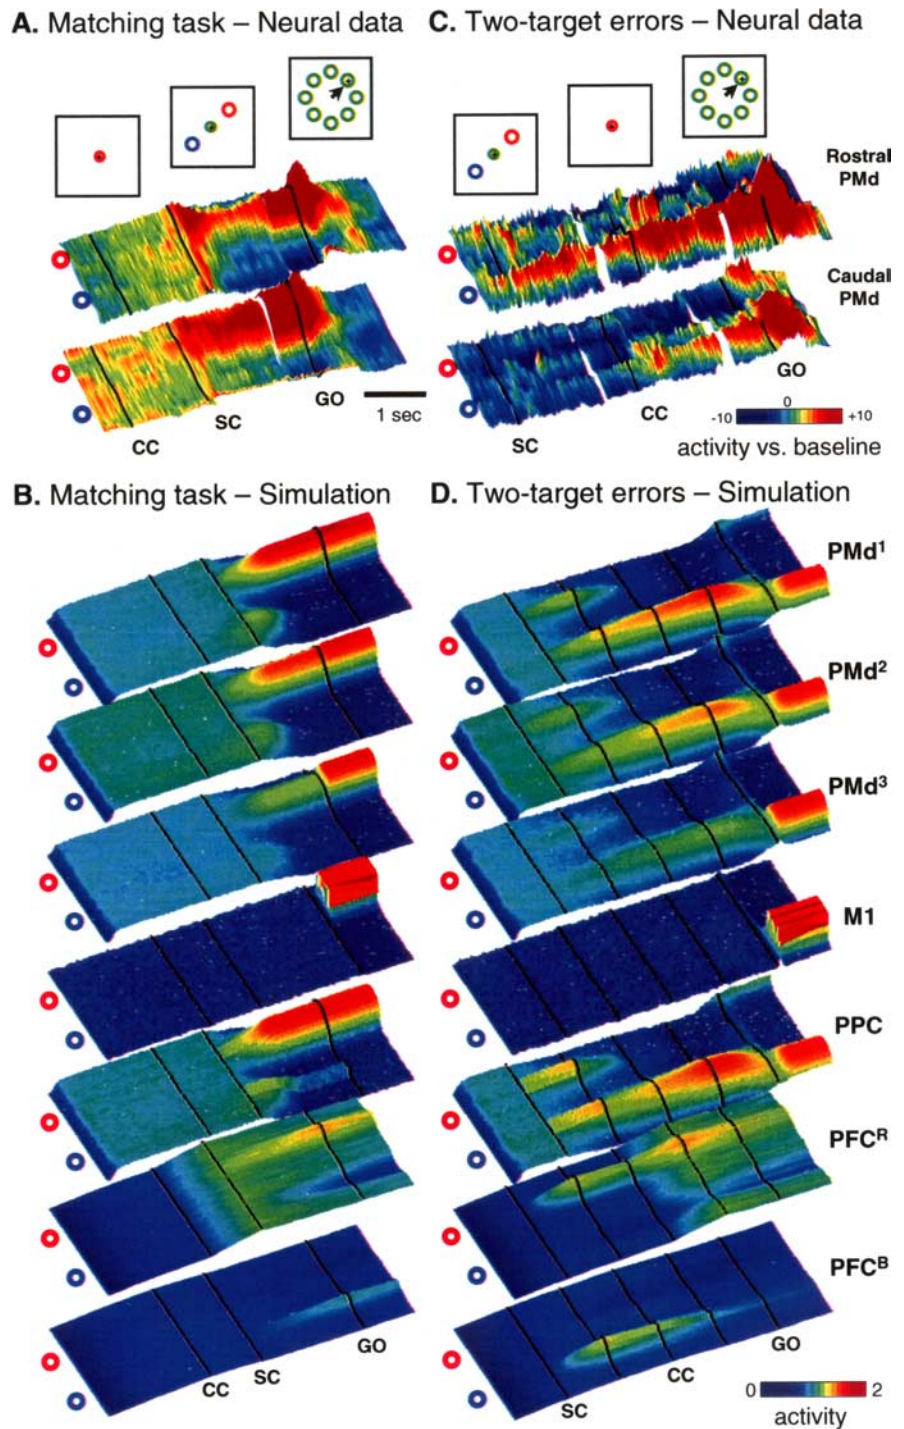 A. Matching task – Neural data
C. Two-target errors – Neural data
Rostral
PMd
Caudal
PMd
GO
1 sec
SC
CC
GO
CC
SC
0
-10
+10
activity vs. baseline
B. Matching task – Simulation
D. Two-target errors – Simulation
PMd¹
PMd²
PMd³
M1
PPC
PFCᴿ
PFCᴮ
GO
SC
CC
GO
CC
SC
0
2
activity